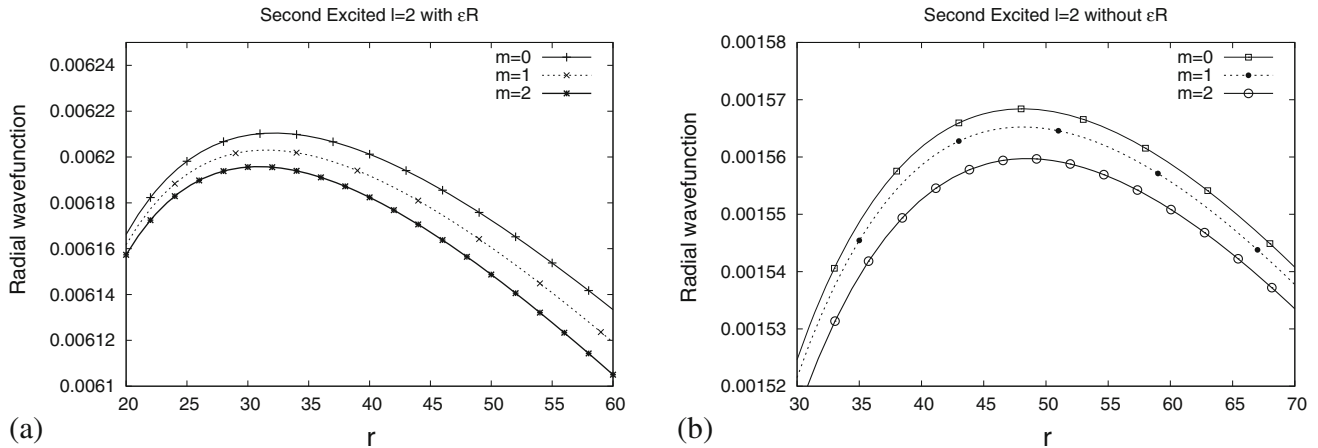 Second Excited l=2 with εR
Radial wavefunction
0.00624
0.00622
0.0062
0.00618
0.00616
0.00614
0.00612
0.0061
m=0
m=1
m=2
20 25 30 35 40 45 50 55 60
r
(a)
Second Excited l=2 without εR
Radial wavefunction
0.00158
0.00157
0.00156
0.00155
0.00154
0.00153
0.00152
m=0
m=1
m=2
30 35 40 45 50 55 60 65 70
r
(b)